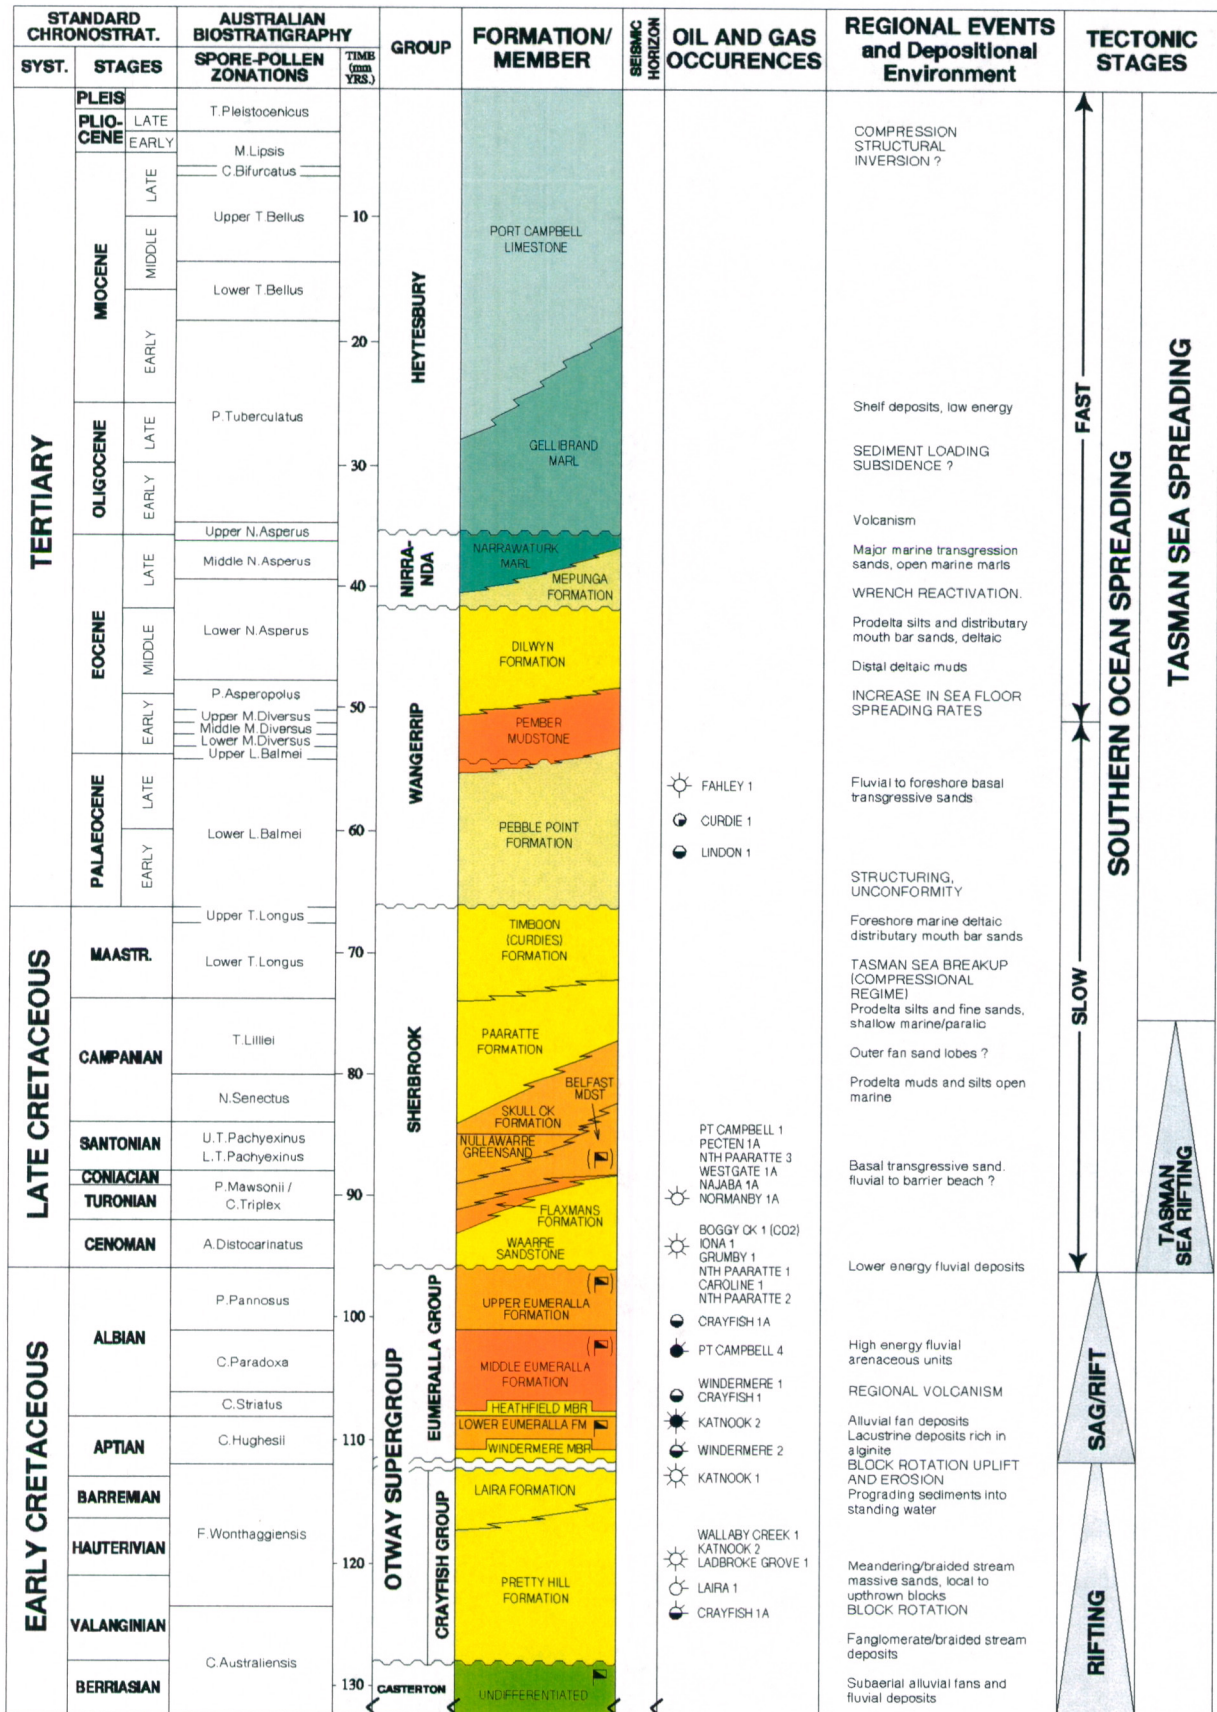 STANDARD CHRONOSTRAT.
AUSTRALIAN BIOSTRATIGRAPHY
SYST.
STAGES
SPORE-POLLEN ZONATIONS
TIME (mm YRS.)
GROUP
FORMATION/ MEMBER
SEISMIC HORIZON
OIL AND GAS OCCURENCES
REGIONAL EVENTS and Depositional Environment
TECTONIC STAGES
TERTIARY
LATE CRETACEOUS
EARLY CRETACEOUS
PLEIS
PLIO-
CENE
LATE
EARLY
MIOCENE
LATE
MIDDLE
EARLY
OLIGOCENE
LATE
EARLY
EOCENE
LATE
MIDDLE
EARLY
PALAEOCENE
LATE
EARLY
MAASTR.
CAMPANIAN
SANTONIAN
CONIACIAN
TURONIAN
CENOMAN
ALBIAN
APTIAN
BARREMIAN
HAUTERIVIAN
VALANGINIAN
BERRIASIAN
T.Pleistocenicus
M.Lipsis
C.Bifurcatus
Upper T.Bellus
Lower T.Bellus
P.Tuberculatus
Upper N.Asperus
Middle N.Asperus
Lower N.Asperus
P.Asperopolus
Upper M.Diversus
Middle M.Diversus
Lower M.Diversus
Upper L.Balmei
Lower L.Balmei
Upper T.Longus
Lower T.Longus
T.Lilliei
N.Senectus
U.T.Pachyexinus
L.T.Pachyexinus
P.Mawsonii /
C.Triplex
A.Distocarinatus
P.Pannosus
C.Paradoxa
C.Striatus
C.Hughesii
F.Wonthaggiensis
C.Australiensis
10
20
30
40
50
60
70
80
90
100
110
120
130
HEYTESBURY
NIRRA-
NDA
WANGERRIP
SHERBROOK
OTWAY SUPERGROUP
EUMERALLA GROUP
CRAYFISH GROUP
CASTERTON
PORT CAMPBELL
LIMESTONE
GELLIBRAND
MARL
NARRAWATURK
MARL
MEPUNGA
FORMATION
DILWYN
FORMATION
PEMBER
MUDSTONE
PEBBLE POINT
FORMATION
TIMBOON
(CURDIES)
FORMATION
PAARATTE
FORMATION
BELFAST
MDST
SKULL CK
FORMATION
NULLAWARRE
GREENSAND
FLAXMANS
FORMATION
WAARRE
SANDSTONE
UPPER EUMERALLA
FORMATION
MIDDLE EUMERALLA
FORMATION
HEATHFIELD MBR
LOWER EUMERALLA FM
WINDERMERE MBR
LAIRA FORMATION
PRETTY HILL
FORMATION
UNDIFFERENTIATED
FAHLEY 1
CURDIE 1
LINDON 1
PT CAMPBELL 1
PECTEN 1A
NTH PAARATTE 3
WESTGATE 1A
NAJABA 1A
NORMANBY 1A
BOGGY CK 1 (CO2)
IONA 1
GRUMBY 1
NTH PAARATTE 1
CAROLINE 1
NTH PAARATTE 2
CRAYFISH 1A
PT CAMPBELL 4
WINDERMERE 1
CRAYFISH 1
KATNOOK 2
WINDERMERE 2
KATNOOK 1
WALLABY CREEK 1
KATNOOK 2
LADBROKE GROVE 1
LAIRA 1
CRAYFISH 1A
COMPRESSION
STRUCTURAL
INVERSION ?
Shelf deposits, low energy
SEDIMENT LOADING
SUBSIDENCE ?
Volcanism
Major marine transgression
sands, open marine marls
WRENCH REACTIVATION.
Prodelta silts and distributary
mouth bar sands, deltaic
Distal deltaic muds
INCREASE IN SEA FLOOR
SPREADING RATES
Fluvial to foreshore basal
transgressive sands
STRUCTURING,
UNCONFORMITY
Foreshore marine deltaic
distributary mouth bar sands
TASMAN SEA BREAKUP
(COMPRESSIONAL
REGIME)
Prodelta silts and fine sands,
shallow marine/paralic
Outer fan sand lobes ?
Prodelta muds and silts open
marine
Basal transgressive sand.
fluvial to barrier beach ?
Lower energy fluvial deposits
High energy fluvial
arenaceous units
REGIONAL VOLCANISM
Alluvial fan deposits
Lacustrine deposits rich in
alginite
BLOCK ROTATION UPLIFT
AND EROSION
Prograding sediments into
standing water
Meandering/braided stream
massive sands, local to
upthrown blocks
BLOCK ROTATION
Fanglomerate/braided stream
deposits
Subaerial alluvial fans and
fluvial deposits
FAST
SLOW
SOUTHERN OCEAN SPREADING
TASMAN SEA SPREADING
TASMAN
SEA RIFTING
SAG/RIFT
RIFTING